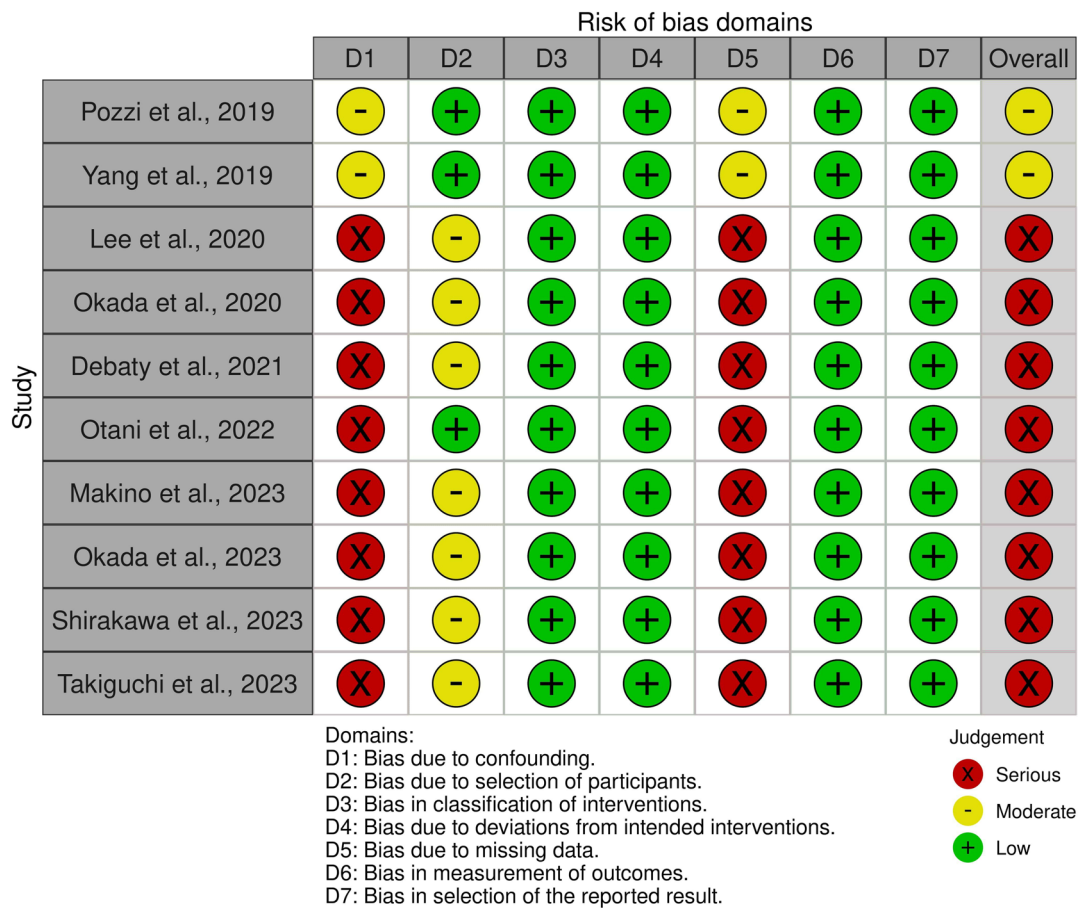 Risk of bias domains
D1 D2 D3 D4 D5 D6 D7 Overall
Study
Pozzi et al., 2019 - + + + - + + -
Yang et al., 2019 - + + + - + + -
Lee et al., 2020 X - + + X + + X
Okada et al., 2020 X - + + X + + X
Debaty et al., 2021 X - + + X + + X
Otani et al., 2022 X + + + X + + X
Makino et al., 2023 X - + + X + + X
Okada et al., 2023 X - + + X + + X
Shirakawa et al., 2023 X - + + X + + X
Takiguchi et al., 2023 X - + + X + + X
Domains:
D1: Bias due to confounding.
D2: Bias due to selection of participants.
D3: Bias in classification of interventions.
D4: Bias due to deviations from intended interventions.
D5: Bias due to missing data.
D6: Bias in measurement of outcomes.
D7: Bias in selection of the reported result.
Judgement
X Serious
- Moderate
+ Low